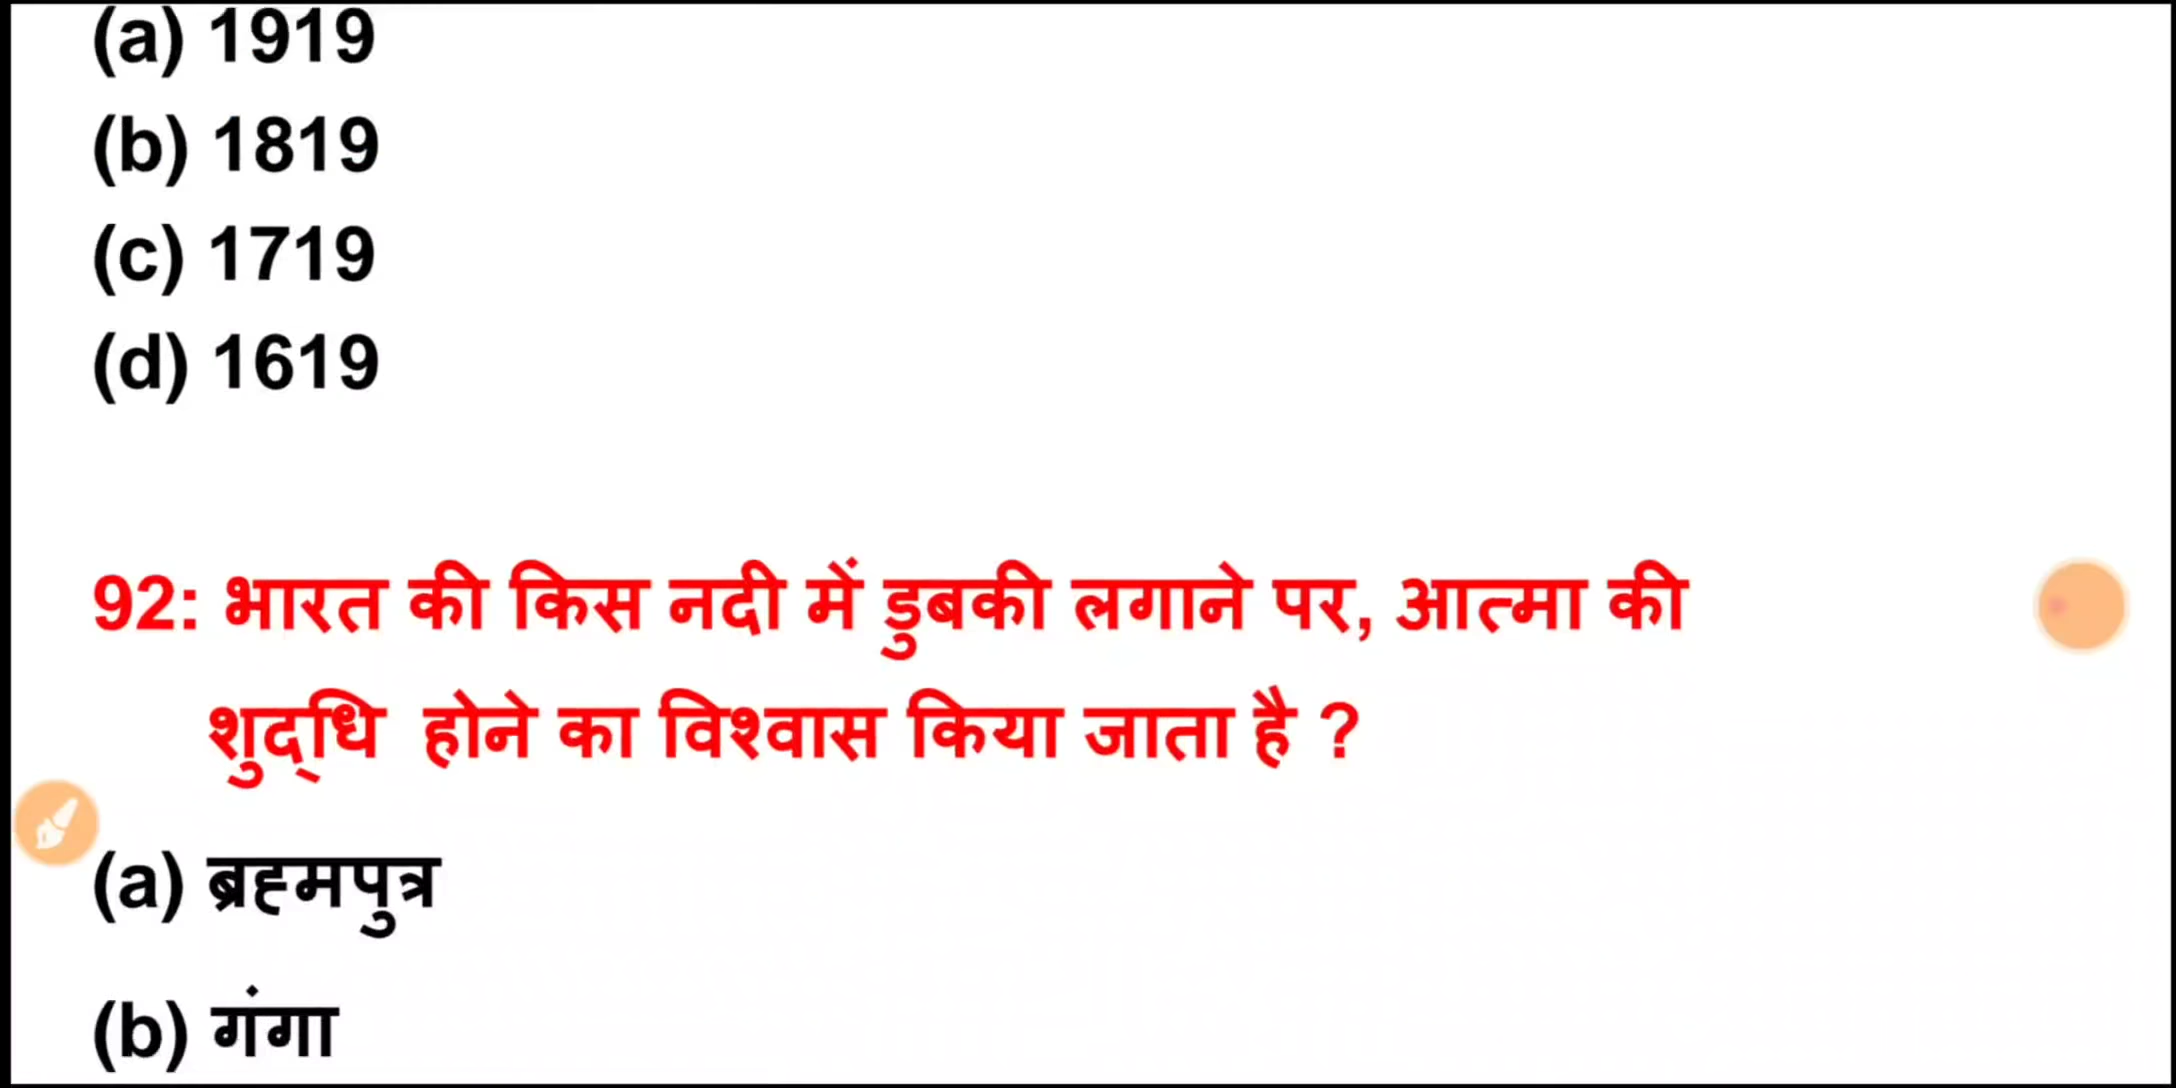 (a) 1919
(b) 1819
(c) 1719
(d) 1619
92: भारत की किस नदी में डुबकी लगाने पर, आत्मा की
शुद्‌धि होने का विश्वास किया जाता है ?
(a) ब्रह्मपुत्र
(b) गंगा